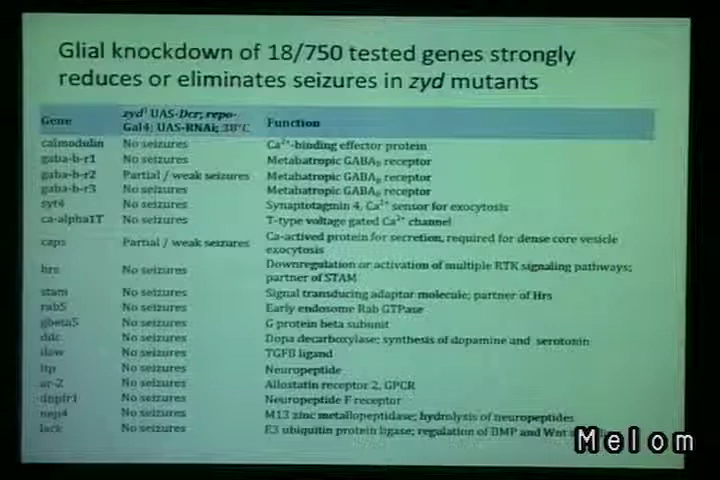 Glial knockdown of 18/750 tested genes strongly
reduces or eliminates seizures in zyd mutants
Gene zyd¹ UAS-Dcr; repo- Function
Gal4; UAS-RNAi; 38°C
calmodulin No seizures Ca²⁺-binding effector protein
gaba-b-r1 No seizures Metabatropic GABA_B receptor
gaba-b-r2 Partial / weak seizures Metabatropic GABA_B receptor
gaba-b-r3 No seizures Metabatropic GABA_B receptor
syt4 No seizures Synaptotagmin 4, Ca²⁺ sensor for exocytosis
ca-alpha1T No seizures T-type voltage gated Ca²⁺ channel
caps Partial / weak seizures Ca-actived protein for secretion, required for dense core vesicle
exocytosis
hrs No seizures Downregulation or activation of multiple RTK signaling pathways;
partner of STAM
stam No seizures Signal transducing adaptor molecule; partner of Hrs
rab5 No seizures Early endosome Rab GTPase
gbeta5 No seizures G protein beta subunit
ddc No seizures Dopa decarboxylase; synthesis of dopamine and serotonin
daw No seizures TGFB ligand
No seizures Neuropeptide
ar-2 No seizures Allostatin receptor 2, GPCR
dnpfr1 No seizures Neuropeptide F receptor
nep4 No seizures M13 zinc metallopeptidase; hydrolysis of neuropeptides
lack No seizures E3 ubiquitin protein ligase; regulation of BMP and Wnt
Melom